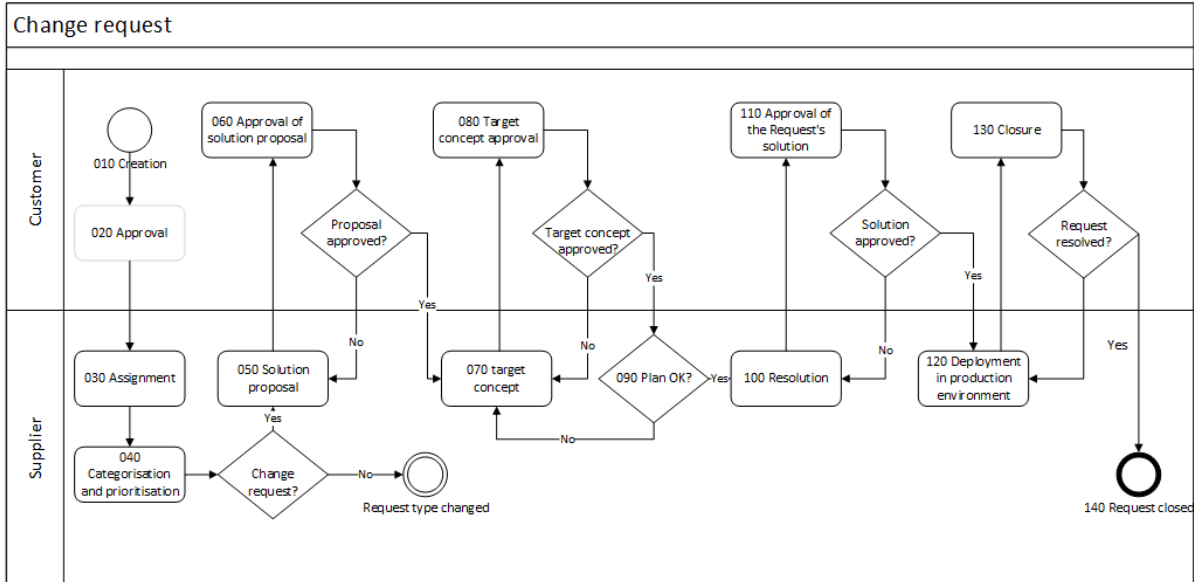 Change request
Customer
010 Creation
020 Approval
060 Approval of
solution proposal
Proposal
approved?
Yes
No
080 Target
concept approval
Target concept
approved?
Yes
No
110 Approval of
the Request's
solution
Solution
approved?
Yes
No
130 Closure
Request
resolved?
Yes
Supplier
030 Assignment
040
Categorisation
and prioritisation
Change
request?
Yes
No
Request type changed
050 Solution
proposal
070 target
concept
090 Plan OK?
Yes
No
100 Resolution
120 Deployment
in production
environment
140 Request closed